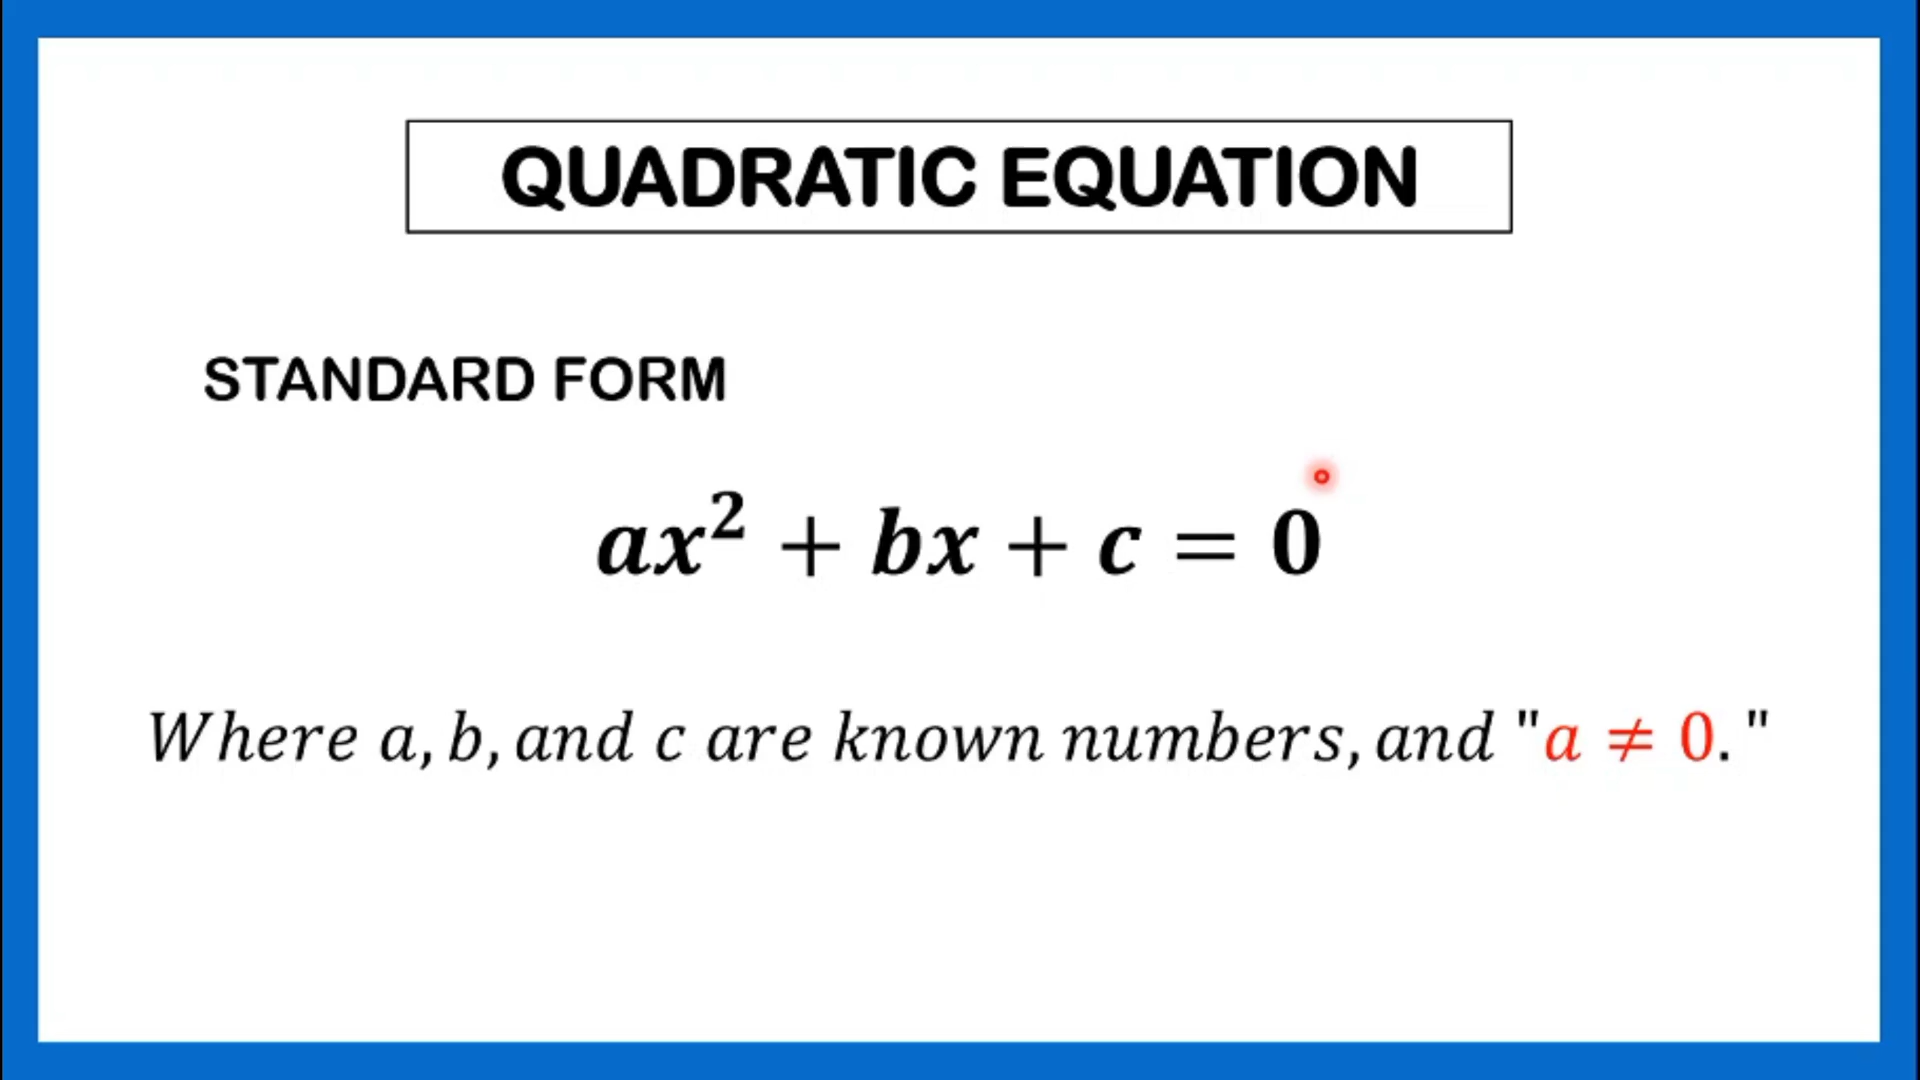 QUADRATIC EQUATION
STANDARD FORM
ax² + bx + c = 0
Where a, b, and c are known numbers, and "a ≠ 0."